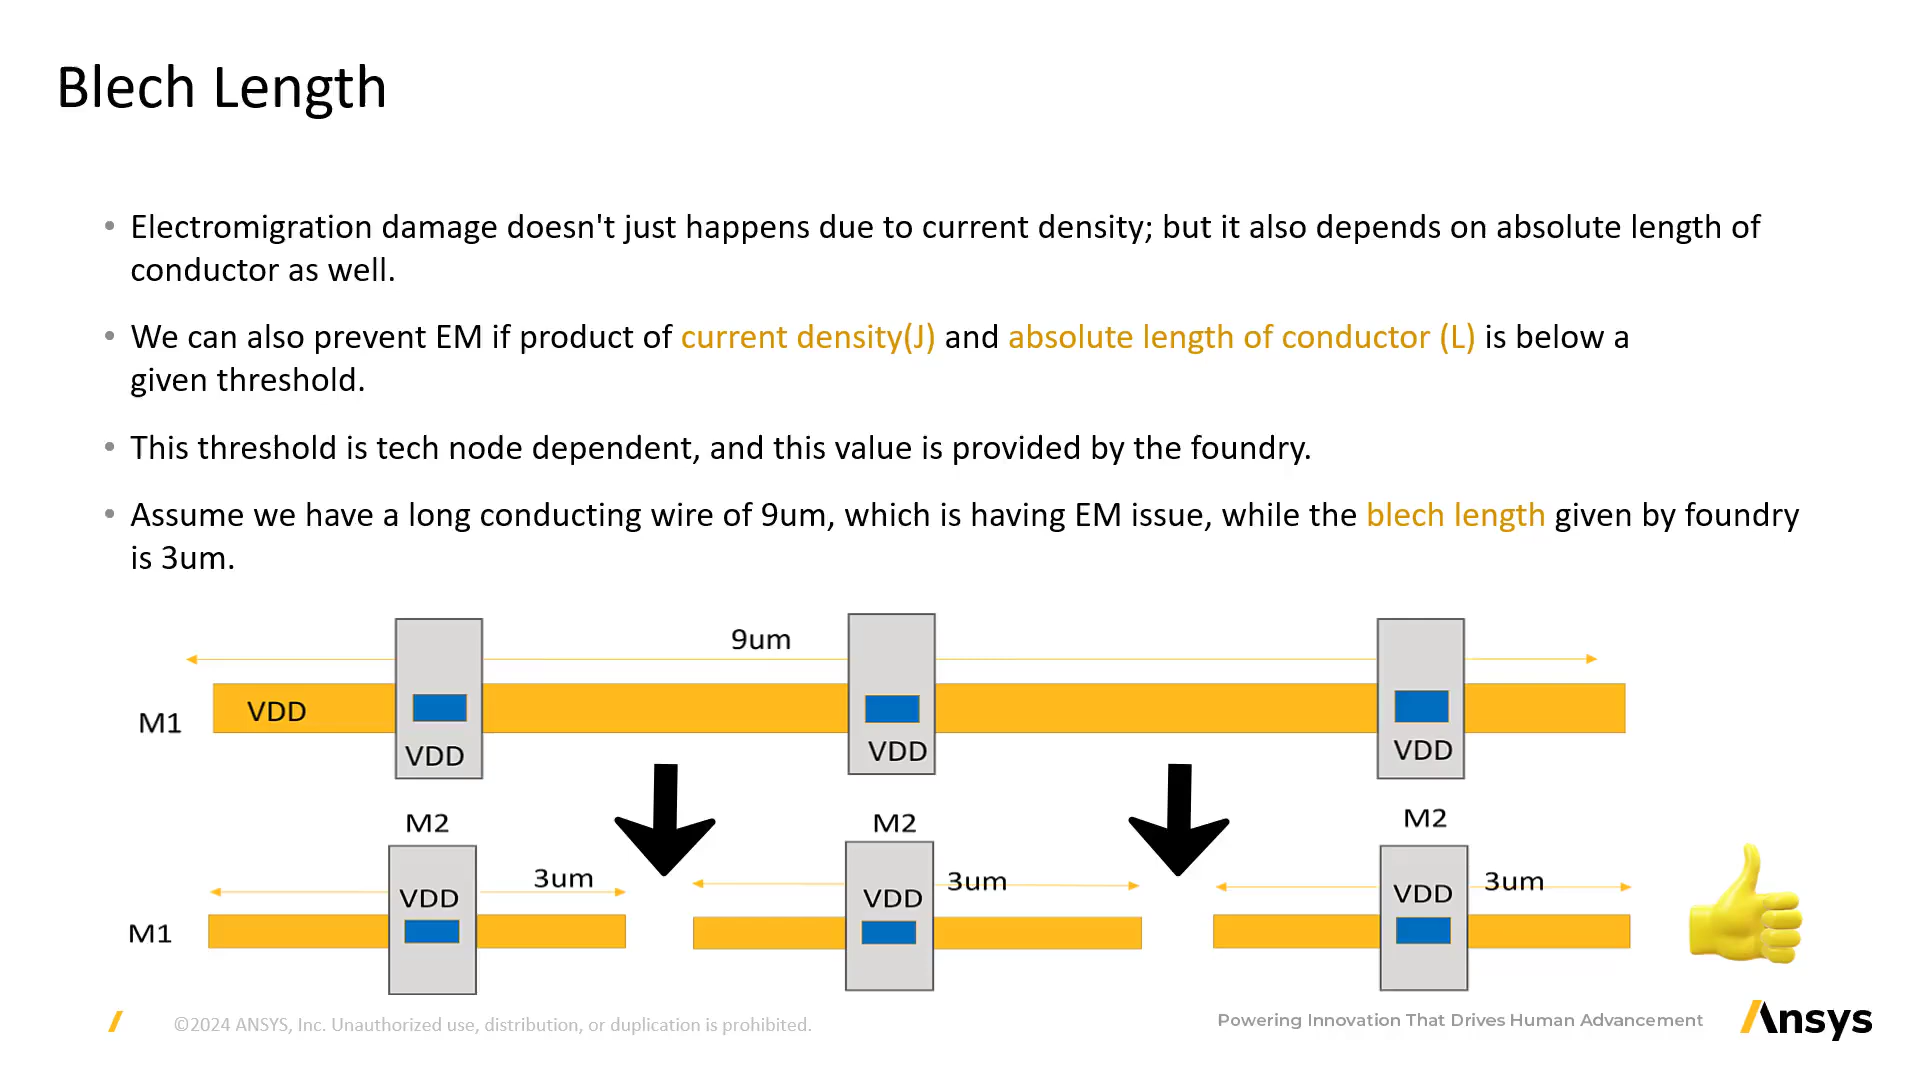 Blech Length
• Electromigration damage doesn't just happens due to current density; but it also depends on absolute length of
conductor as well.
• We can also prevent EM if product of current density(J) and absolute length of conductor (L) is below a
given threshold.
• This threshold is tech node dependent, and this value is provided by the foundry.
• Assume we have a long conducting wire of 9um, which is having EM issue, while the blech length given by foundry
is 3um.
9um
M1 VDD
VDD VDD VDD
M2 M2 M2
3um 3um 3um
VDD VDD VDD
M1
©2024 ANSYS, Inc. Unauthorized use, distribution, or duplication is prohibited.
Powering Innovation That Drives Human Advancement
Ansys